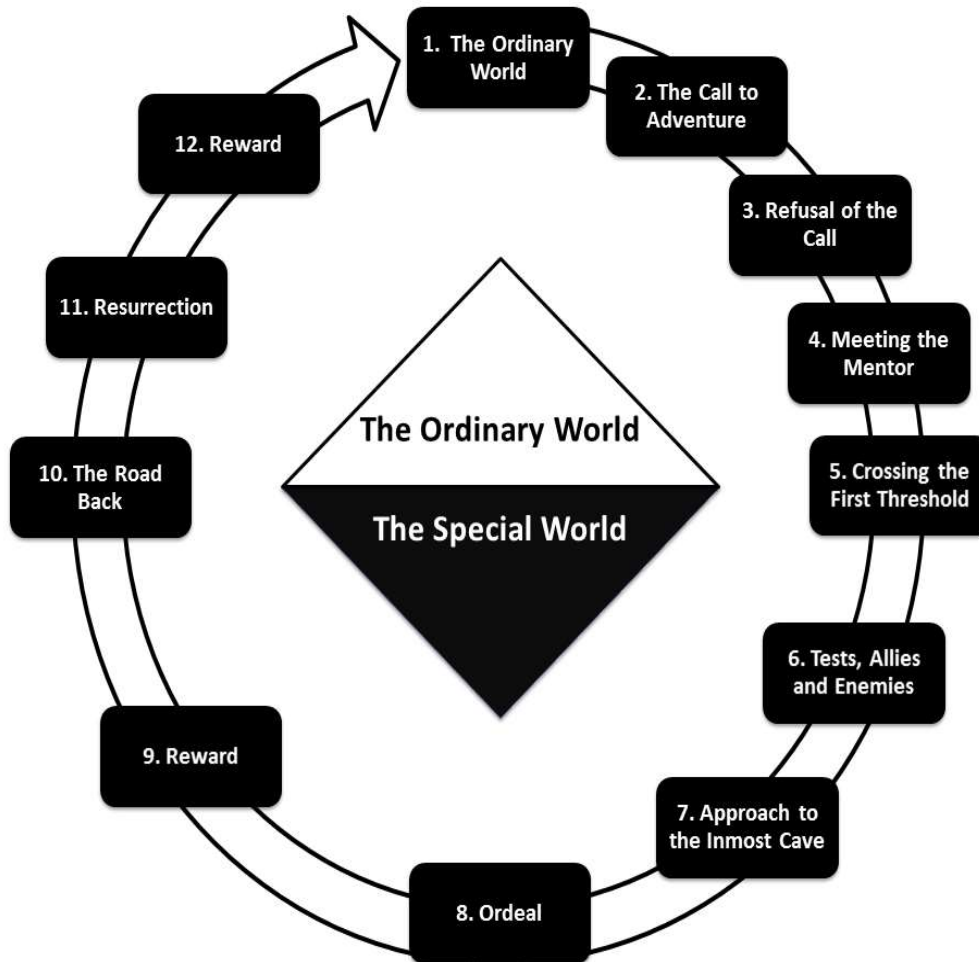 1. The Ordinary
World
2. The Call to
Adventure
3. Refusal of the
Call
4. Meeting the
Mentor
5. Crossing the
First Threshold
6. Tests, Allies
and Enemies
7. Approach to
the Inmost Cave
8. Ordeal
9. Reward
10. The Road
Back
11. Resurrection
12. Reward
The Ordinary World
The Special World